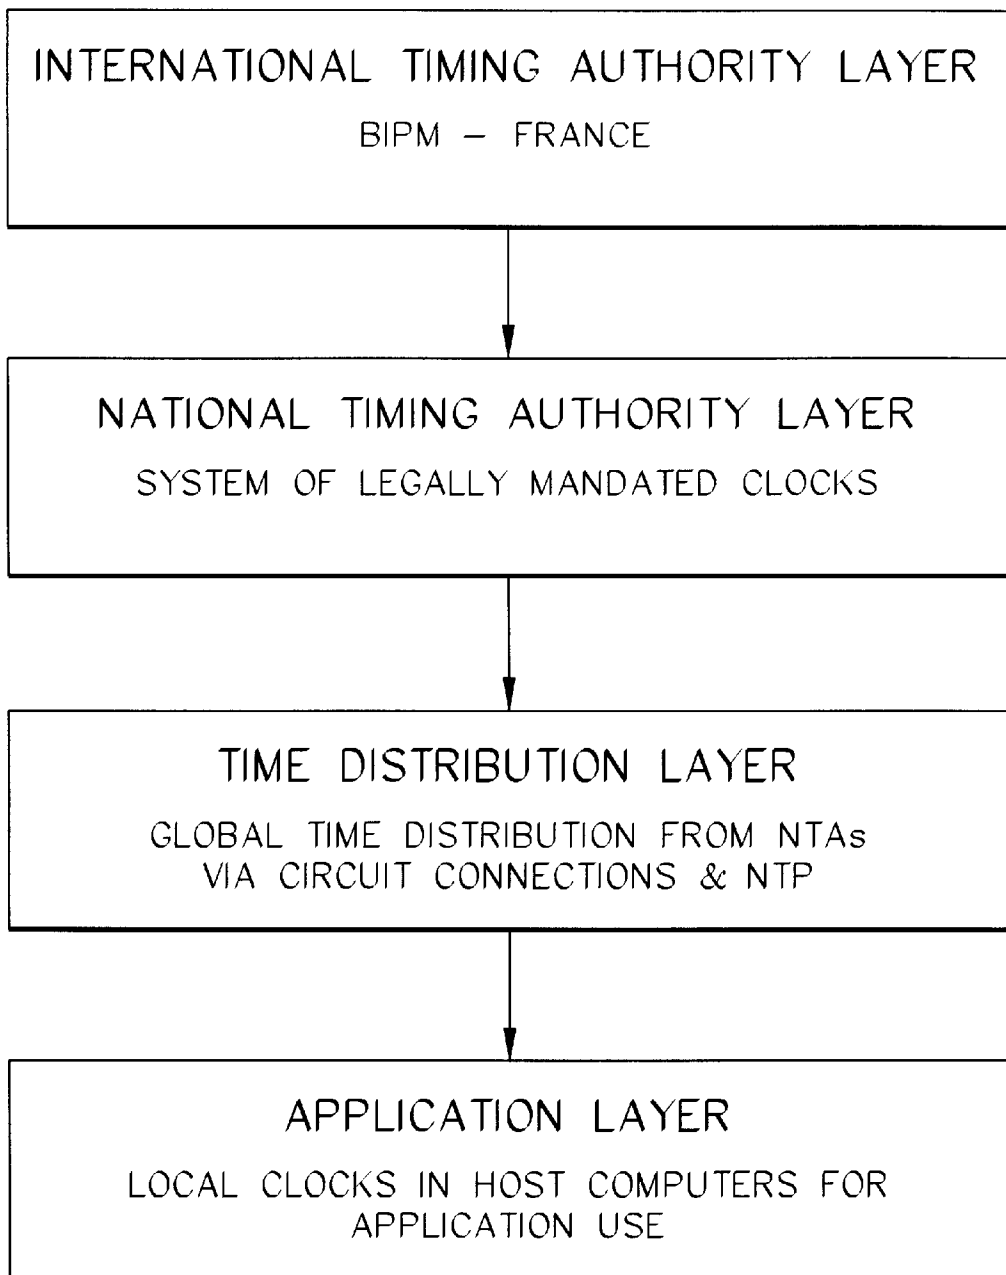 INTERNATIONAL TIMING AUTHORITY LAYER
BIPM – FRANCE
NATIONAL TIMING AUTHORITY LAYER
SYSTEM OF LEGALLY MANDATED CLOCKS
TIME DISTRIBUTION LAYER
GLOBAL TIME DISTRIBUTION FROM NTAs
VIA CIRCUIT CONNECTIONS & NTP
APPLICATION LAYER
LOCAL CLOCKS IN HOST COMPUTERS FOR
APPLICATION USE